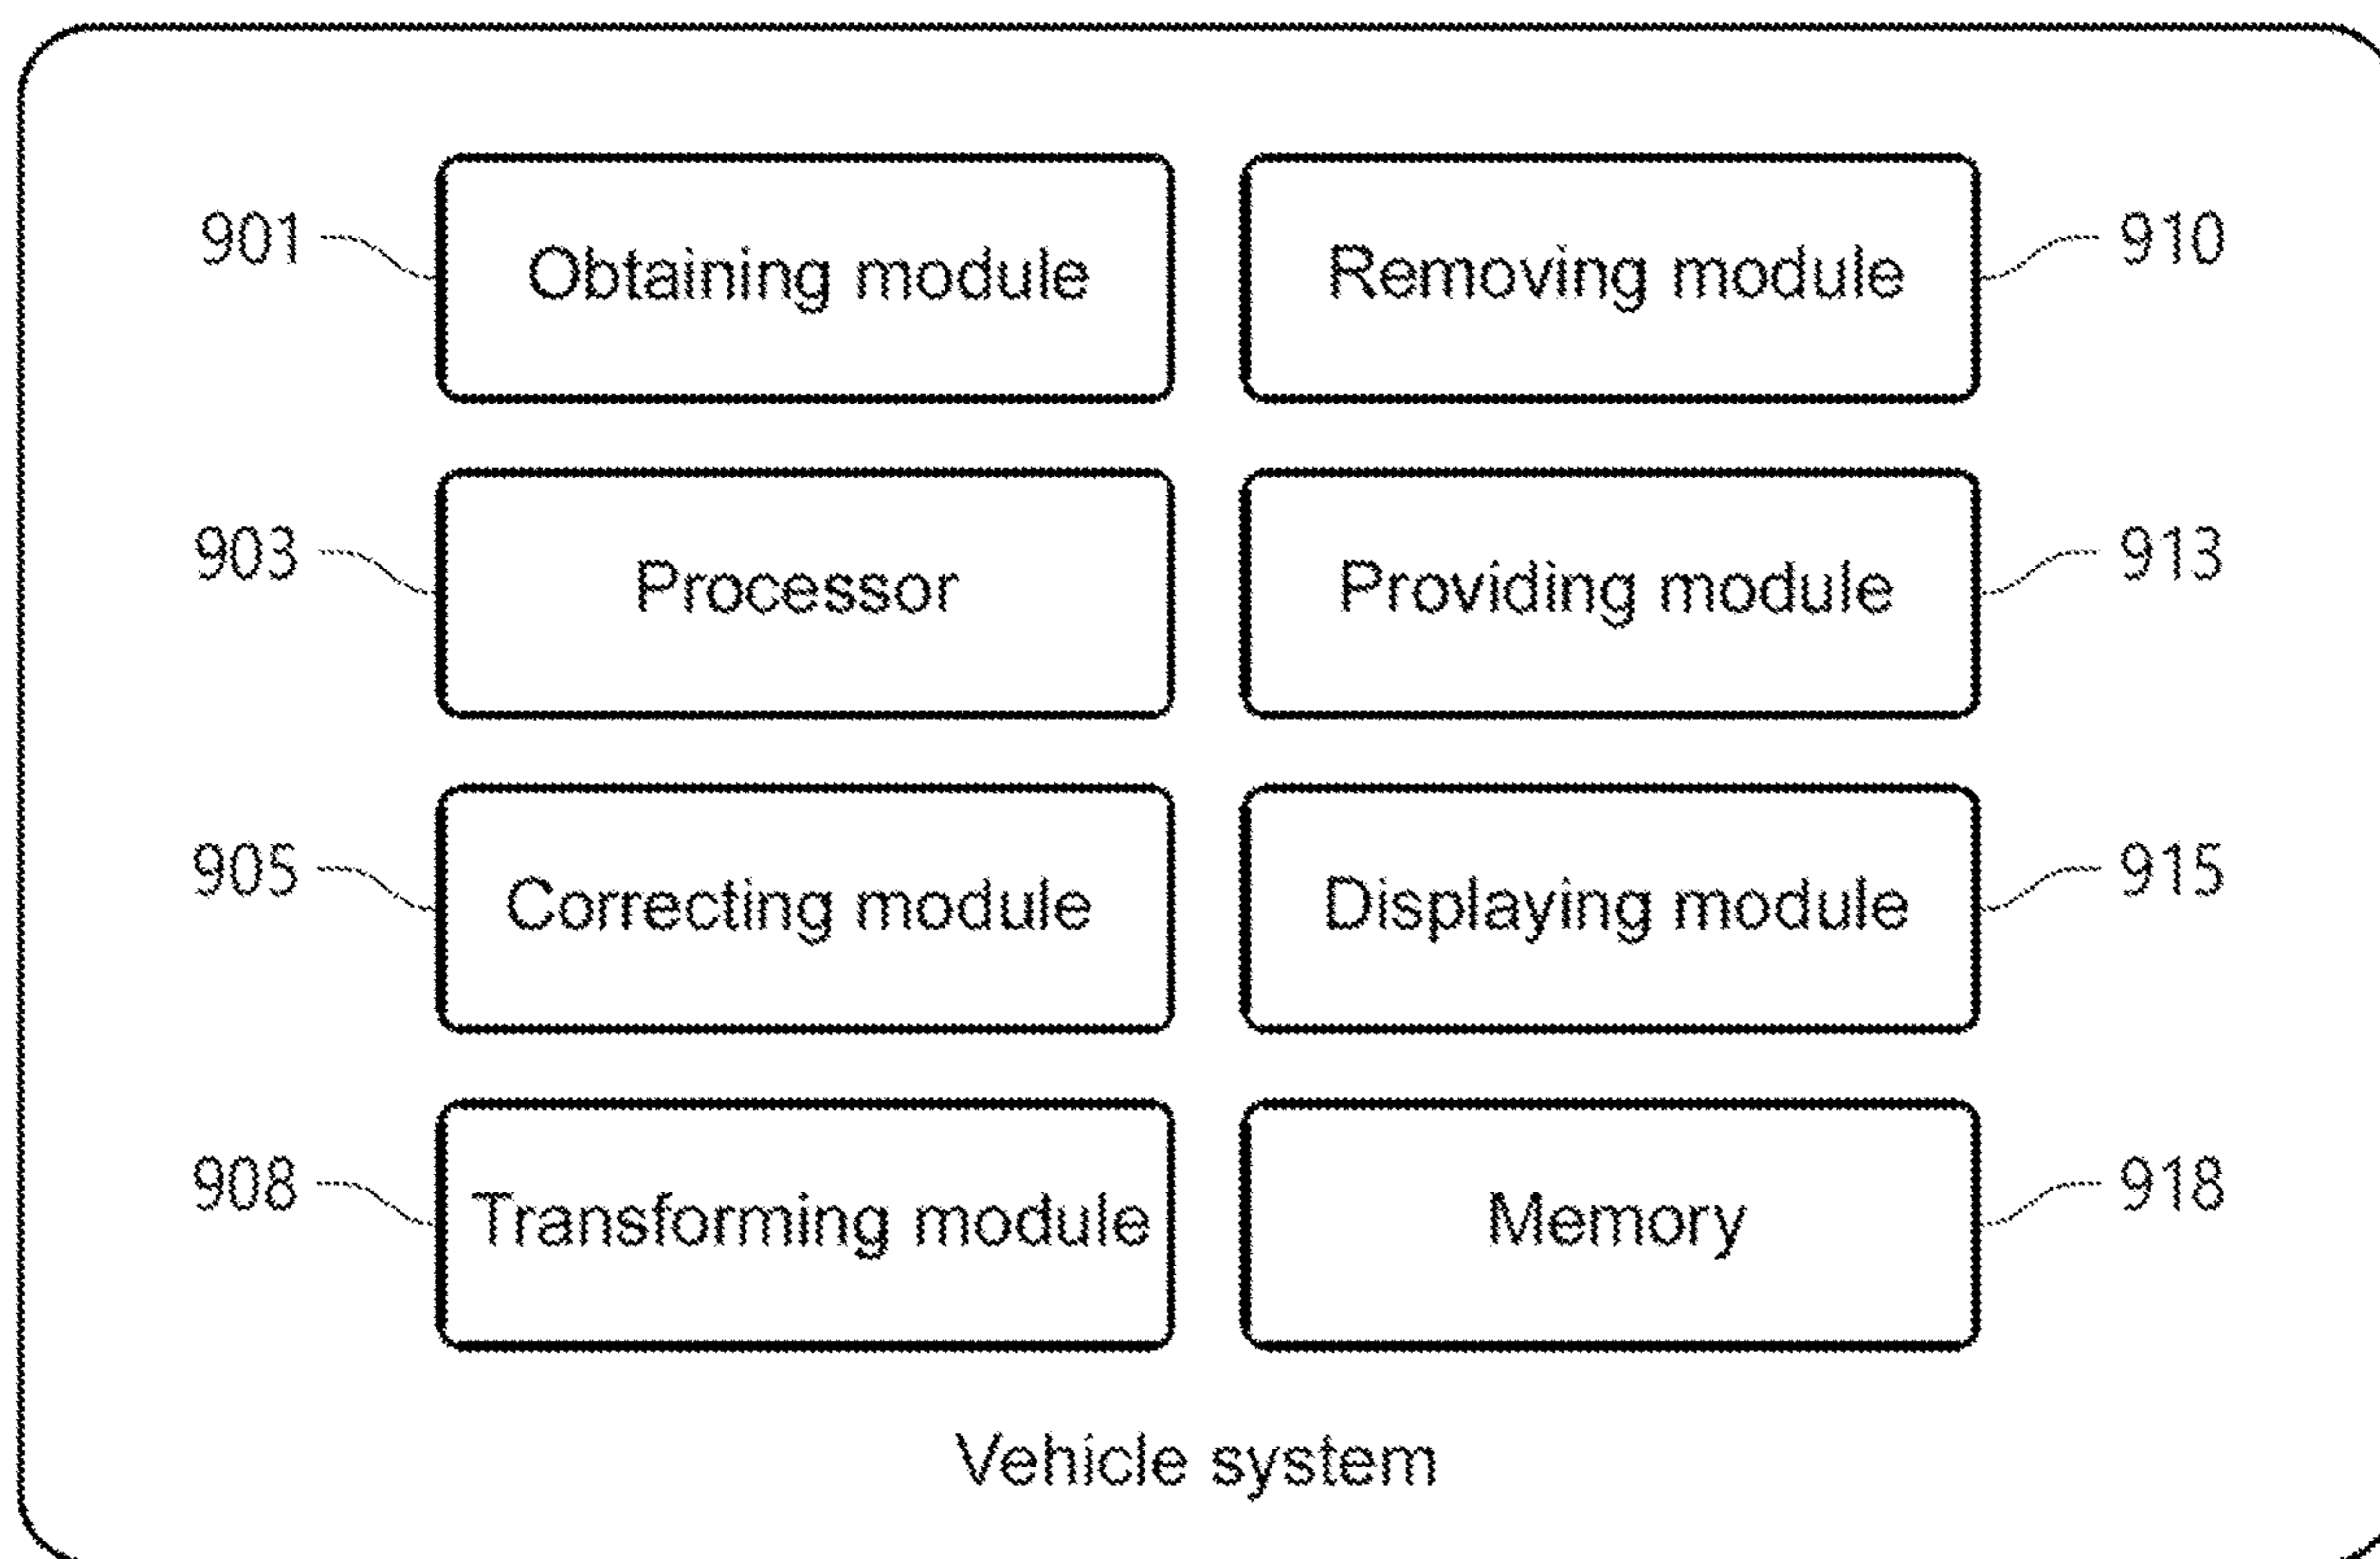 901 Obtaining module Removing module 910
903 Processor Providing module 913
905 Correcting module Displaying module 915
908 Transforming module Memory 918
Vehicle system